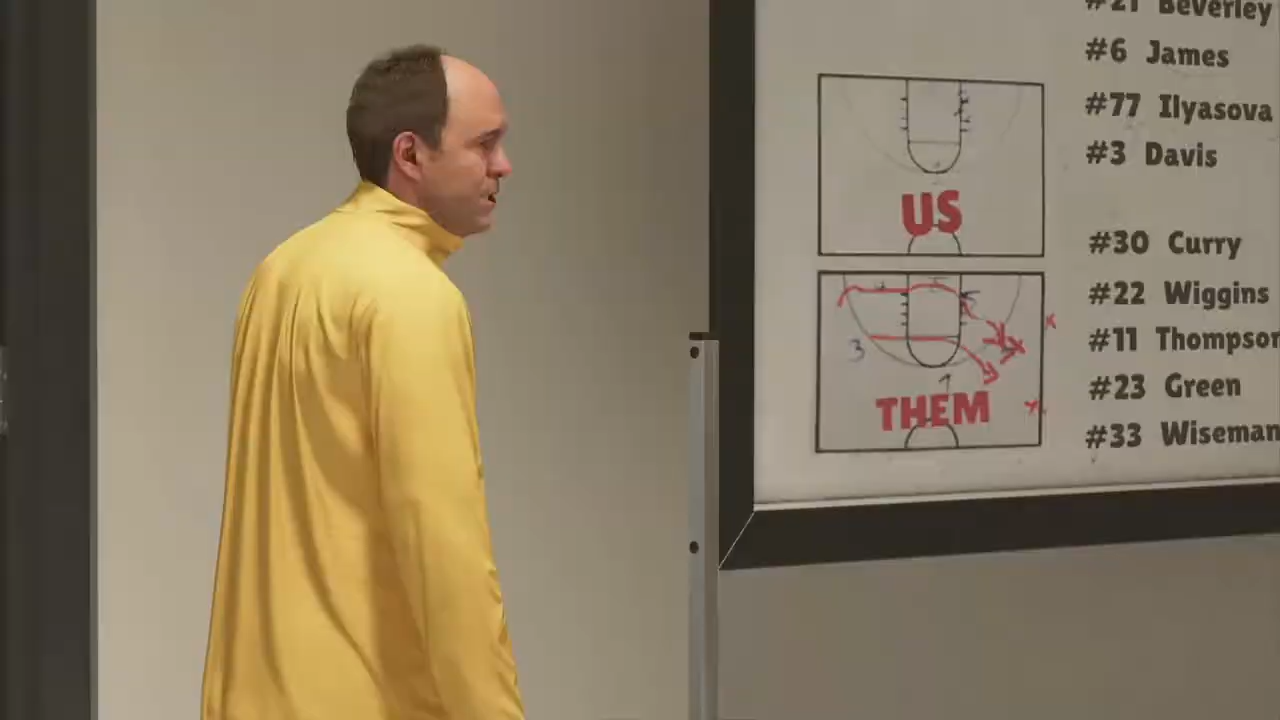 #21 Beverley
#6 James
#77 Ilyasova
#3 Davis
US
#30 Curry
#22 Wiggins
#11 Thompson
#23 Green
#33 Wiseman
THEM
3